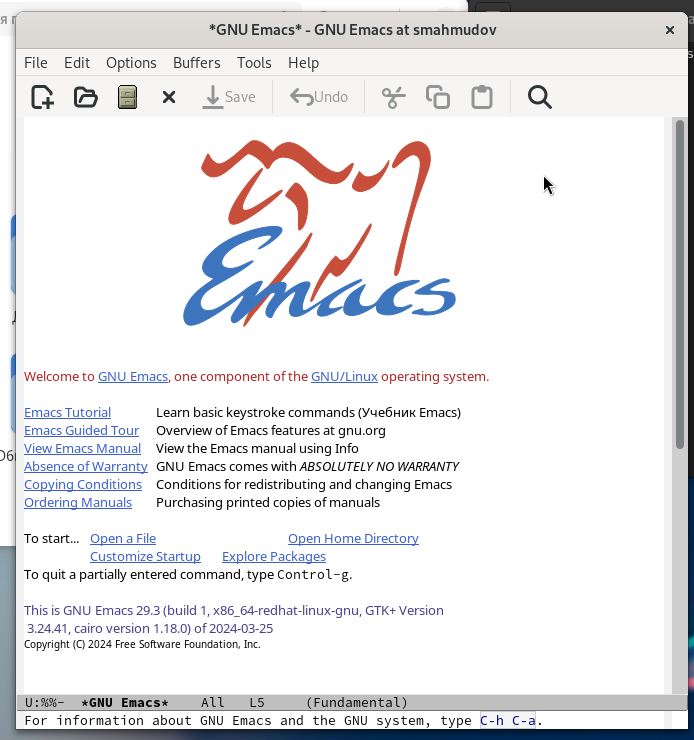 *GNU Emacs* - GNU Emacs at smahmudov
File Edit Options Buffers Tools Help
Save Undo
Emacs
Welcome to GNU Emacs, one component of the GNU/Linux operating system.
Emacs Tutorial Learn basic keystroke commands (Учебник Emacs)
Emacs Guided Tour Overview of Emacs features at gnu.org
View Emacs Manual View the Emacs manual using Info
Absence of Warranty GNU Emacs comes with ABSOLUTELY NO WARRANTY
Copying Conditions Conditions for redistributing and changing Emacs
Ordering Manuals Purchasing printed copies of manuals
To start... Open a File Open Home Directory
Customize Startup Explore Packages
To quit a partially entered command, type Control-g.
This is GNU Emacs 29.3 (build 1, x86_64-redhat-linux-gnu, GTK+ Version
3.24.41, cairo version 1.18.0) of 2024-03-25
Copyright (C) 2024 Free Software Foundation, Inc.
U:%%- *GNU Emacs* All L5 (Fundamental)
For information about GNU Emacs and the GNU system, type C-h C-a.